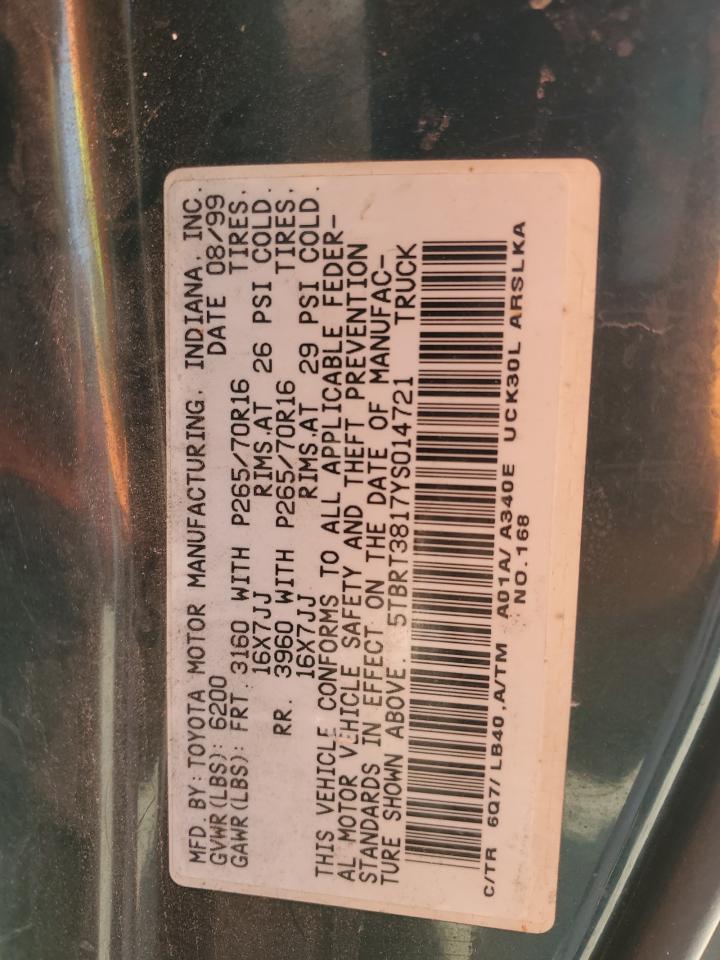 MFD. BY: TOYOTA MOTOR MANUFACTURING, INDIANA, INC.
GVWR(LBS): 6200 DATE 08/99
GAWR(LBS): FRT. 3160 WITH P265/70R16 TIRES,
16X7JJ RIMS,AT 26 PSI COLD.
RR. 3960 WITH P265/70R16 TIRES,
16X7JJ RIMS,AT 29 PSI COLD.
THIS VEHICLE CONFORMS TO ALL APPLICABLE FEDER-
AL MOTOR VEHICLE SAFETY AND THEFT PREVENTION
STANDARDS IN EFFECT ON THE DATE OF MANUFAC-
TURE SHOWN ABOVE. 5TBRT3817YS014721 TRUCK
C/TR 6Q7/ LB40,A/TM A01A/ A340E UCK30L ARSLKA
NO.168